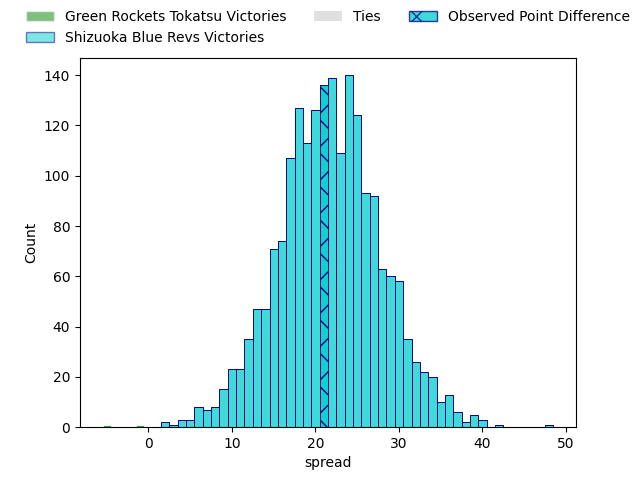 Green Rockets Tokatsu Victories
Shizuoka Blue Revs Victories
Ties
Observed Point Difference
140
120
100
80
60
40
20
0
Count
0 10 20 30 40 50
spread